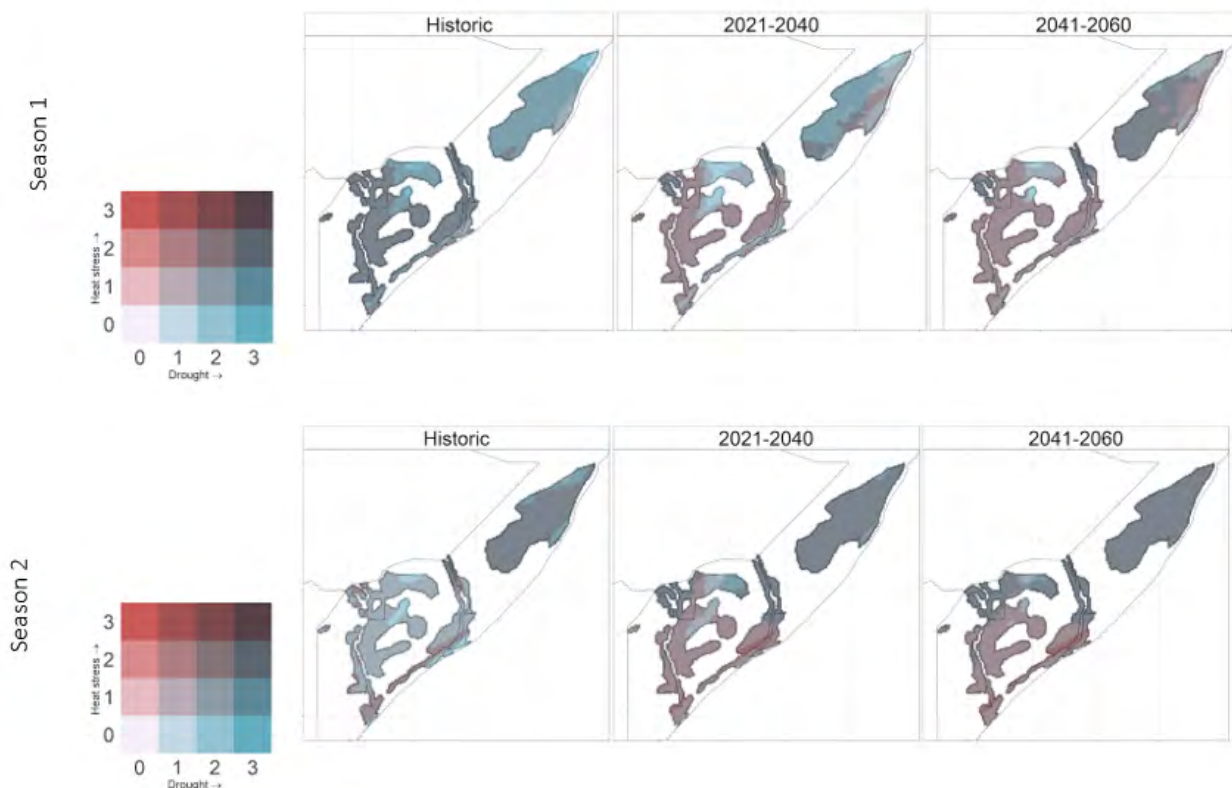 Season 1
Historic
2021-2040
2041-2060
Heat stress →
3
2
1
0
0 1 2 3
Drought →
Season 2
Historic
2021-2040
2041-2060
Heat stress →
3
2
1
0
0 1 2 3
Drought →